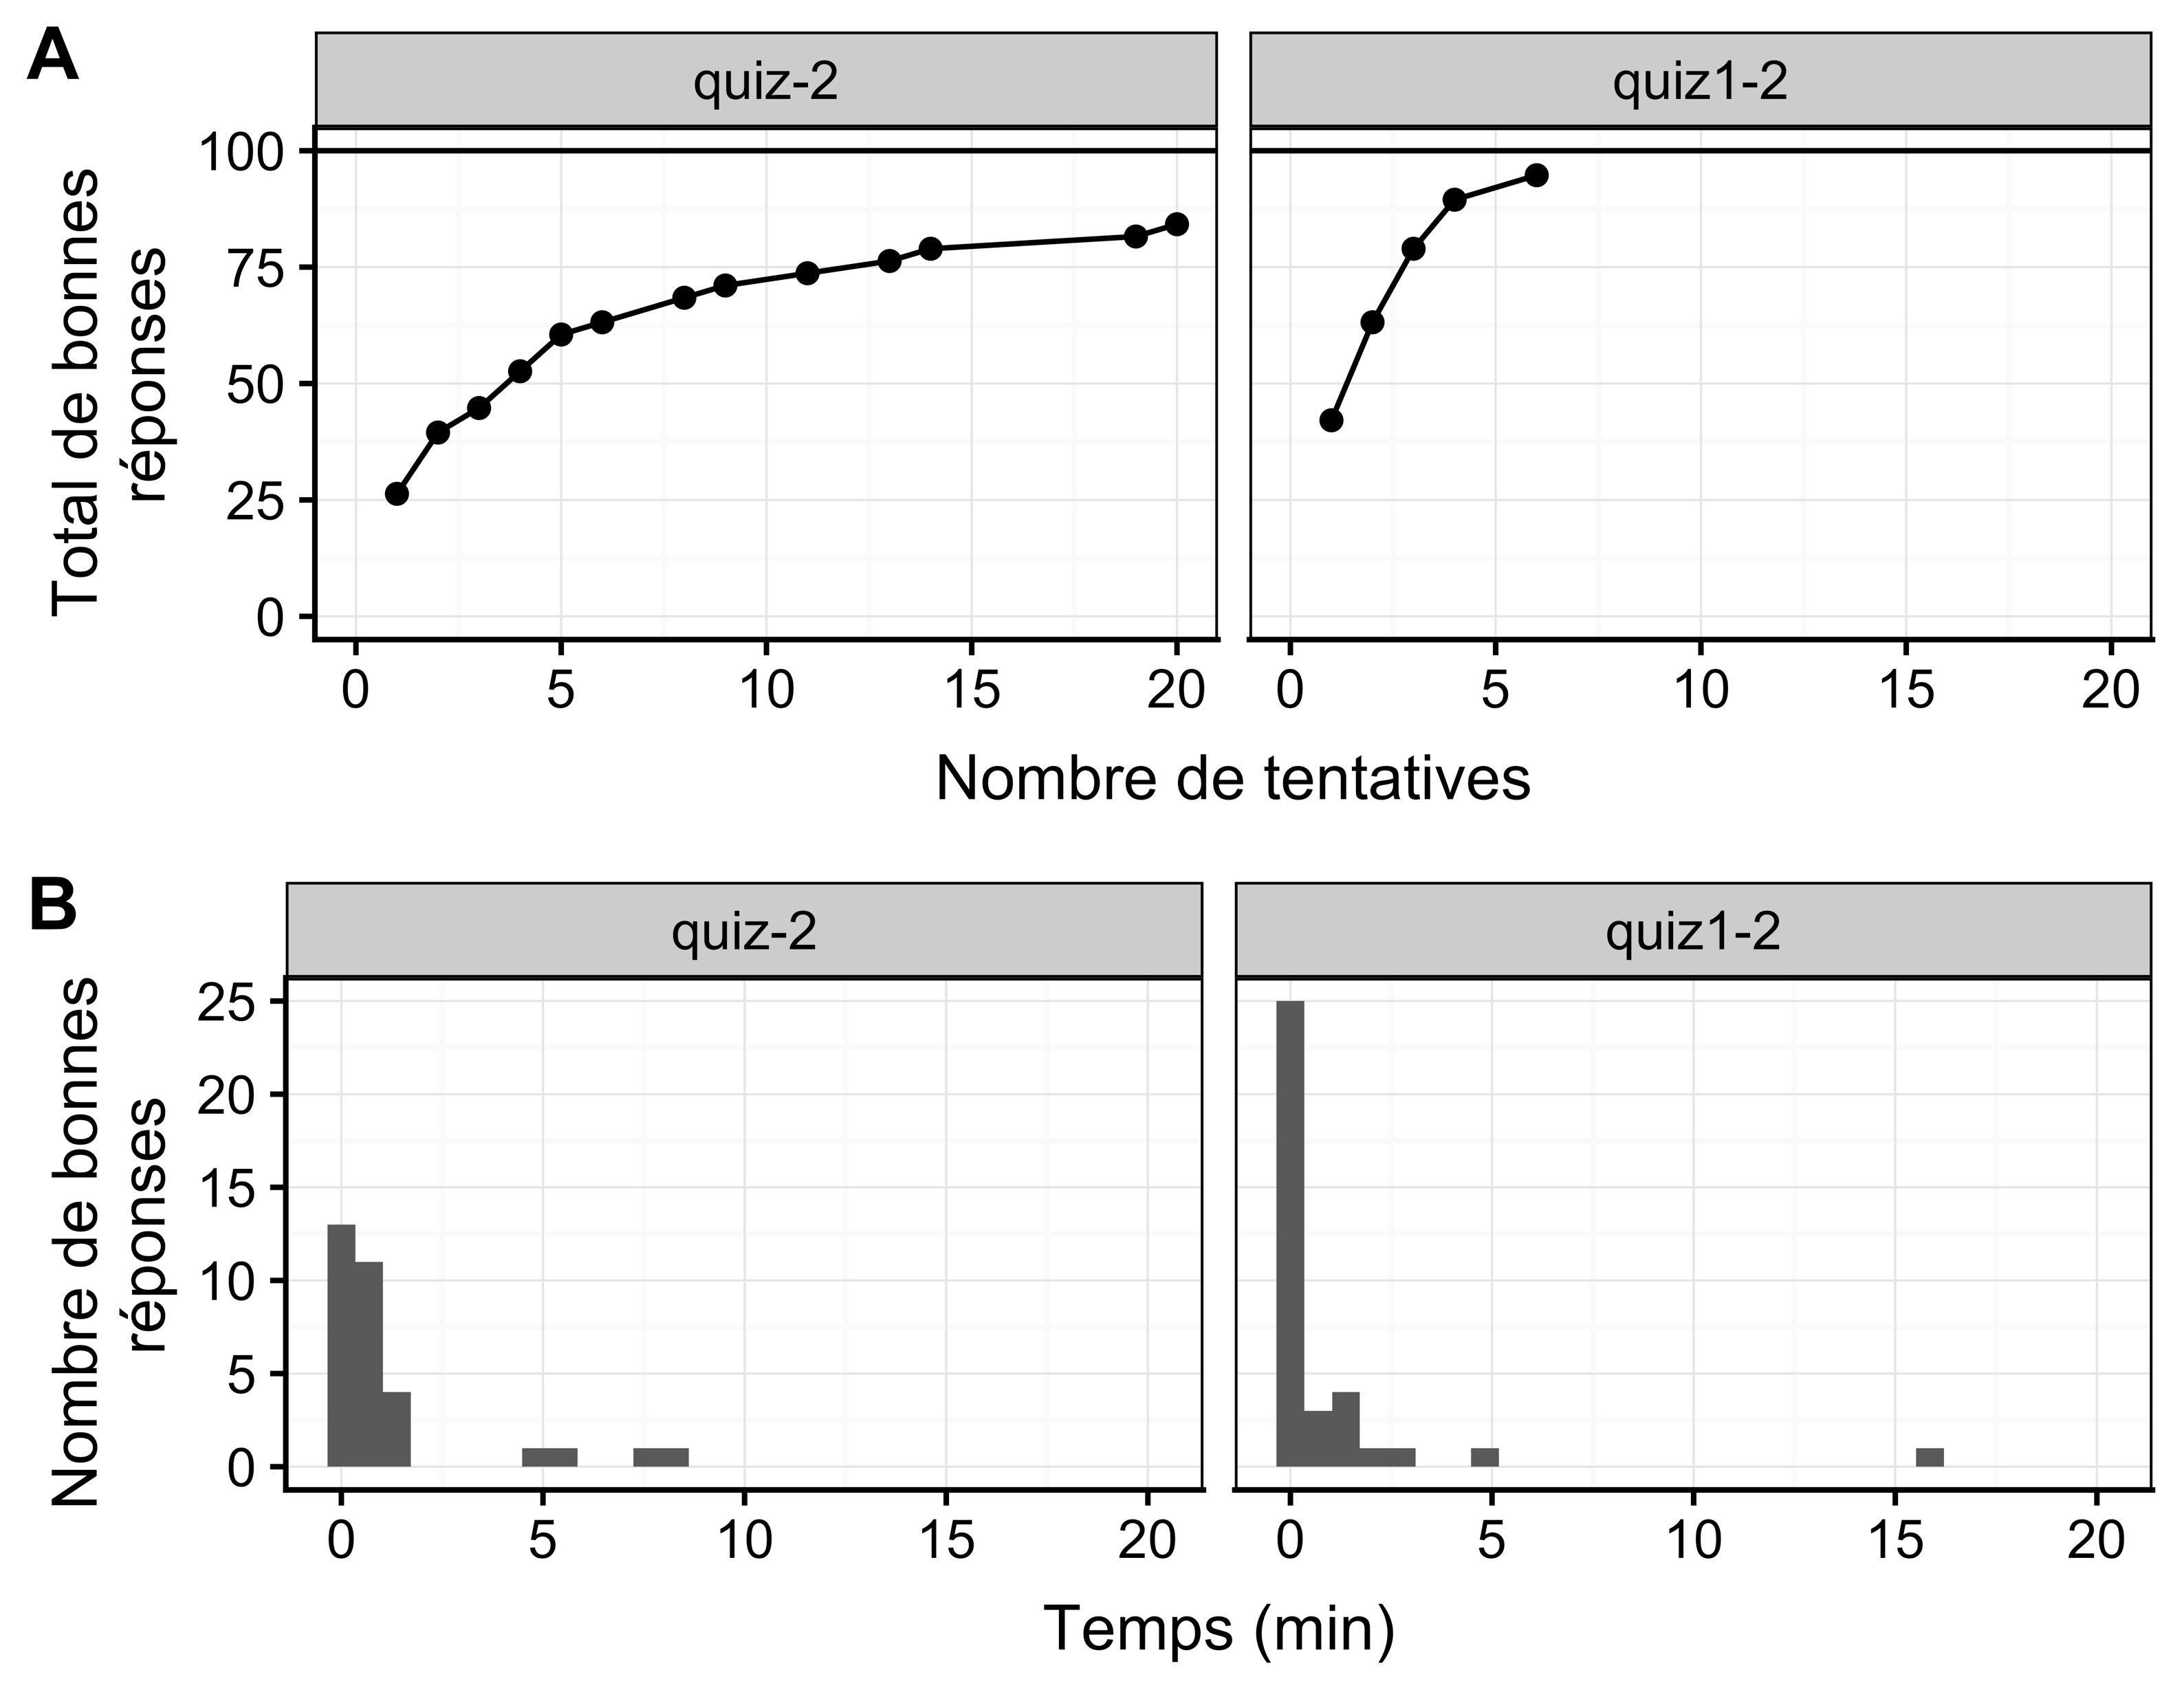 A
quiz-2
quiz1-2
Total de bonnes
réponses
100
75
50
25
0
0 5 10 15 20
0 5 10 15 20
Nombre de tentatives
B
quiz-2
quiz1-2
Nombre de bonnes
réponses
25
20
15
10
5
0
0 5 10 15 20
0 5 10 15 20
Temps (min)